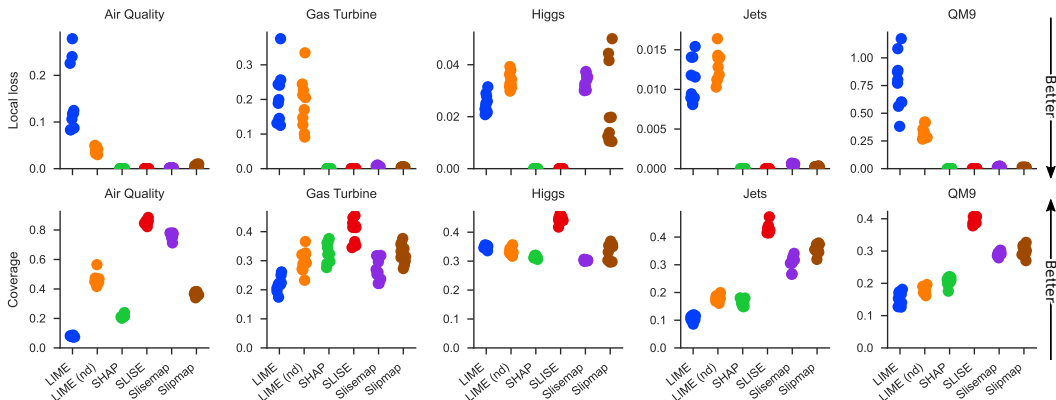 Air Quality
Gas Turbine
Higgs
Jets
QM9
Local loss
0.2
0.1
0.0
0.3
0.2
0.1
0.0
0.04
0.02
0.00
0.015
0.010
0.005
0.000
1.00
0.75
0.50
0.25
0.00
Better
Air Quality
Gas Turbine
Higgs
Jets
QM9
Coverage
0.8
0.6
0.4
0.2
0.0
0.4
0.3
0.2
0.1
0.0
0.4
0.3
0.2
0.1
0.0
0.4
0.3
0.2
0.1
0.0
0.4
0.3
0.2
0.1
0.0
Better
LIME
LIME (nd)
SHAP
SLISE
Slisemap
Slipmap
LIME
LIME (nd)
SHAP
SLISE
Slisemap
Slipmap
LIME
LIME (nd)
SHAP
SLISE
Slisemap
Slipmap
LIME
LIME (nd)
SHAP
SLISE
Slisemap
Slipmap
LIME
LIME (nd)
SHAP
SLISE
Slisemap
Slipmap